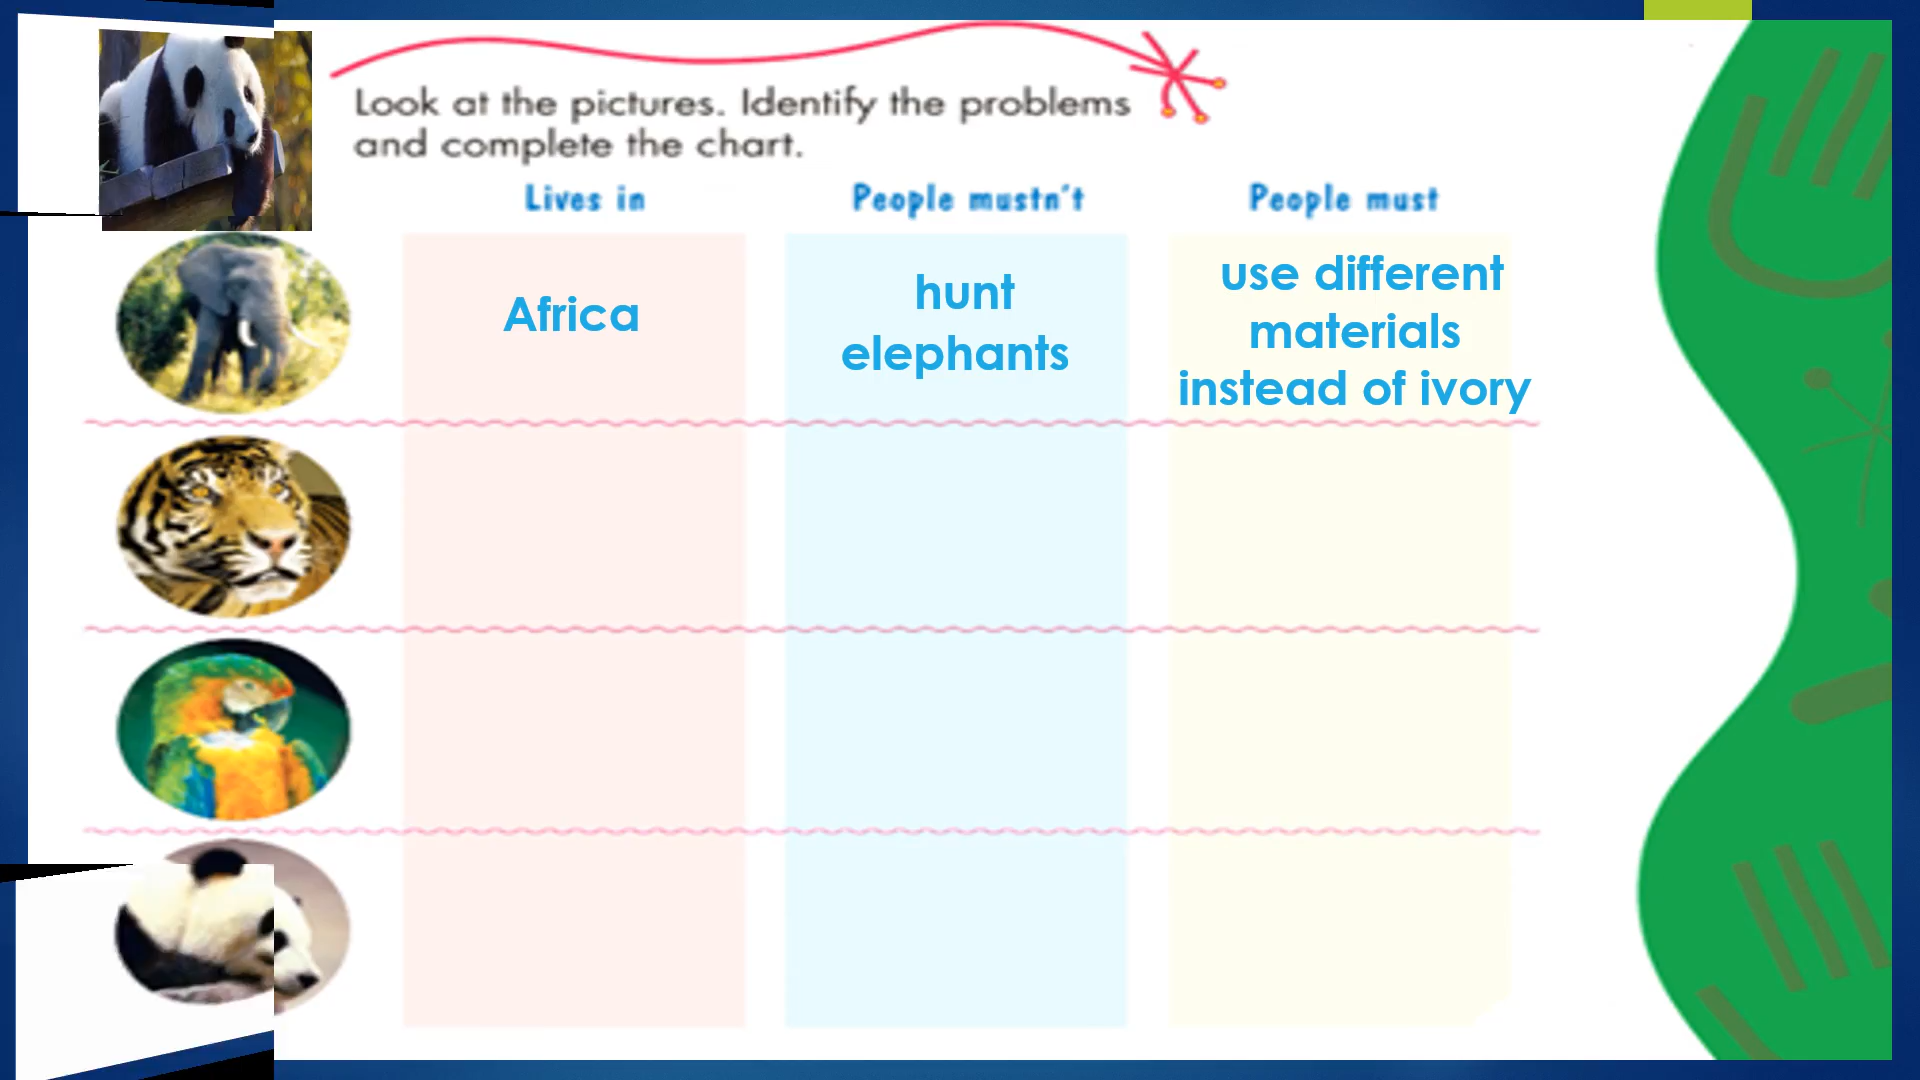 Look at the pictures. Identify the problems
and complete the chart.
Lives in
People mustn't
People must
Africa
hunt
elephants
use different
materials
instead of ivory